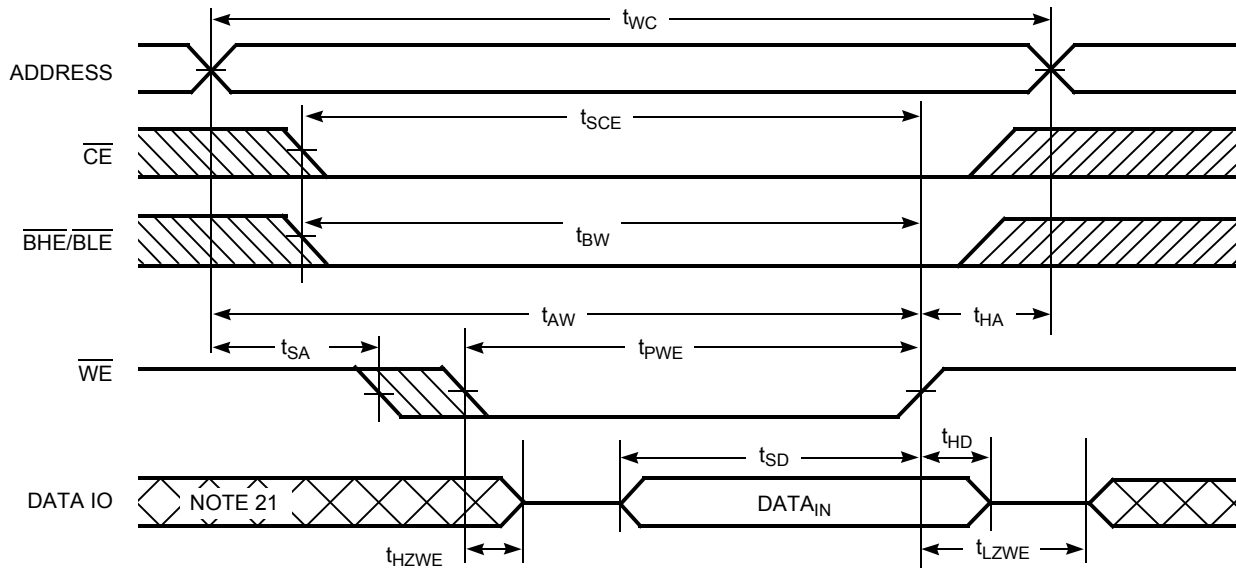 tWC
ADDRESS
tSCE
CE
tBW
BHE/BLE
tAW
tHA
tSA
tPWE
WE
tHD
tSD
DATA IO
NOTE 21
DATAIN
tHZWE
tLZWE